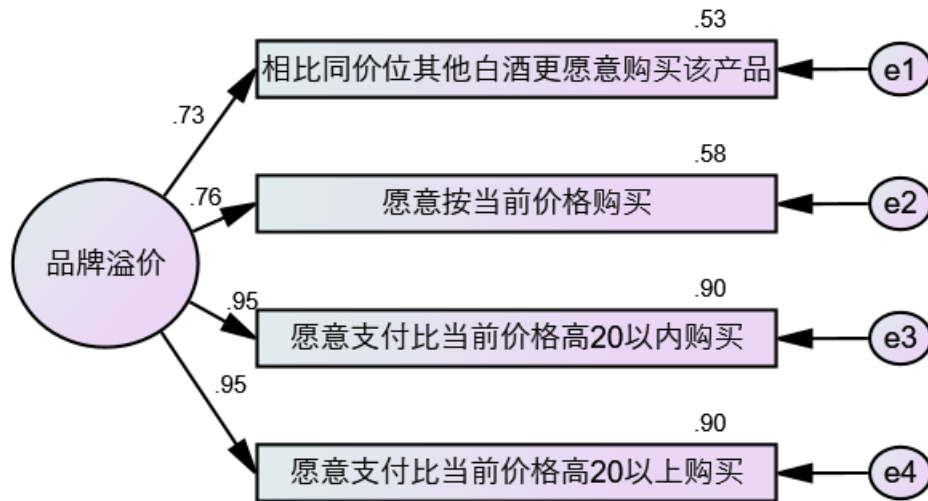 .53
相比同价位其他白酒更愿意购买该产品
e1
.73
.58
.76
愿意按当前价格购买
e2
品牌溢价
.90
.95
愿意支付比当前价格高20以内购买
e3
.95
.90
愿意支付比当前价格高20以上购买
e4